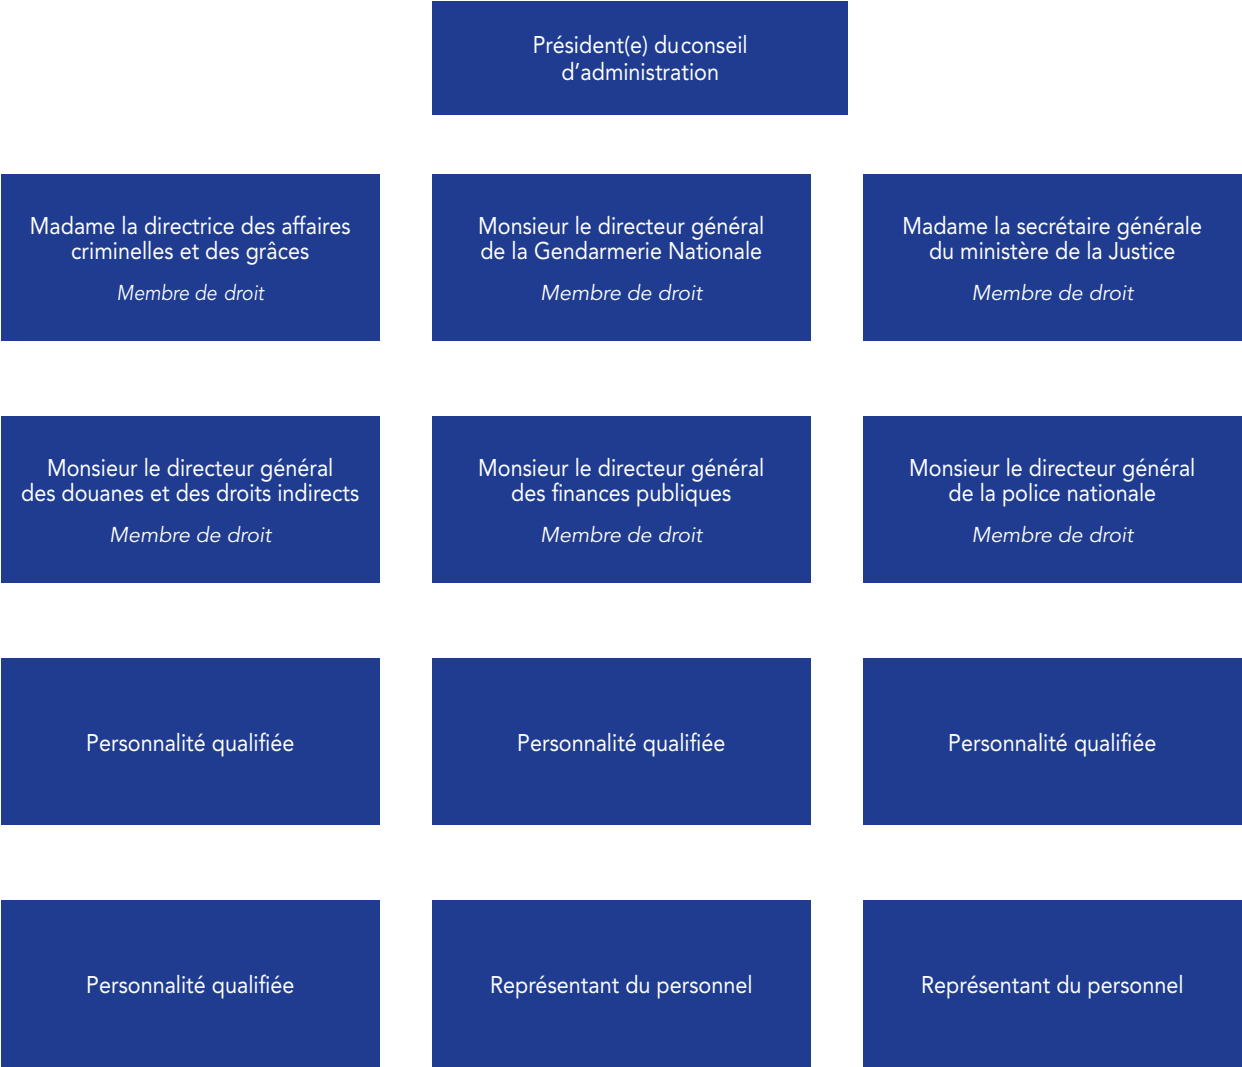 Président(e) du conseil
d’administration
Madame la directrice des affaires
criminelles et des grâces
Membre de droit
Monsieur le directeur général
de la Gendarmerie Nationale
Membre de droit
Madame la secrétaire générale
du ministère de la Justice
Membre de droit
Monsieur le directeur général
des douanes et des droits indirects
Membre de droit
Monsieur le directeur général
des finances publiques
Membre de droit
Monsieur le directeur général
de la police nationale
Membre de droit
Personnalité qualifiée
Personnalité qualifiée
Personnalité qualifiée
Personnalité qualifiée
Représentant du personnel
Représentant du personnel